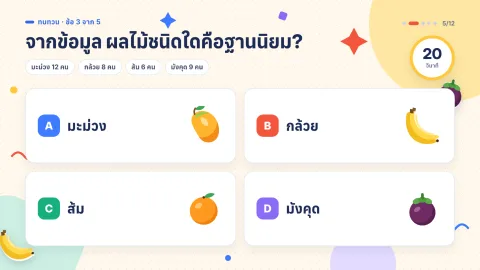 ทบทวน · ข้อ 3 จาก 5
5/12
จากข้อมูล ผลไม้ชนิดใดคือฐานนิยม?
20
วินาที
มะม่วง 12 คน กล้วย 8 คน ส้ม 6 คน มังคุด 9 คน
A มะม่วง
B กล้วย
C ส้ม
D มังคุด